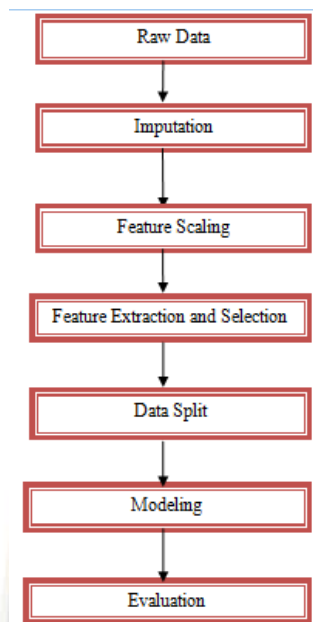 Raw Data
Imputation
Feature Scaling
Feature Extraction and Selection
Data Split
Modeling
Evaluation